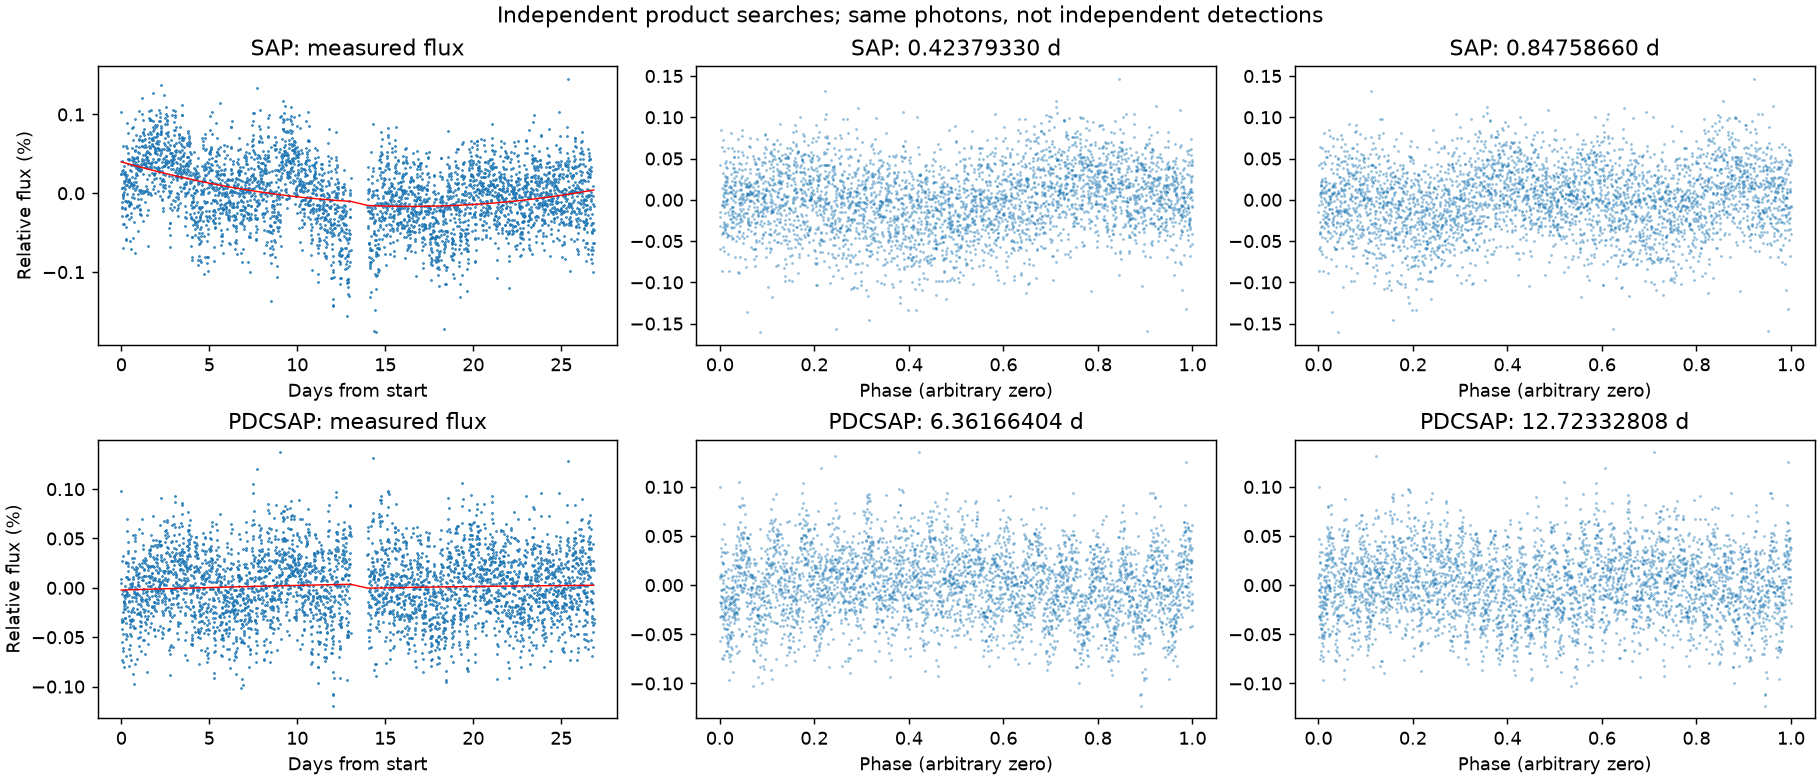 Independent product searches; same photons, not independent detections
SAP: measured flux
SAP: 0.42379330 d
SAP: 0.84758660 d
Relative flux (%)
0.1
0.0
−0.1
0 5 10 15 20 25
Days from start
0.15
0.10
0.05
0.00
−0.05
−0.10
−0.15
0.0 0.2 0.4 0.6 0.8 1.0
Phase (arbitrary zero)
0.15
0.10
0.05
0.00
−0.05
−0.10
−0.15
0.0 0.2 0.4 0.6 0.8 1.0
Phase (arbitrary zero)
PDCSAP: measured flux
PDCSAP: 6.36166404 d
PDCSAP: 12.72332808 d
Relative flux (%)
0.10
0.05
0.00
−0.05
−0.10
0 5 10 15 20 25
Days from start
0.10
0.05
0.00
−0.05
−0.10
0.0 0.2 0.4 0.6 0.8 1.0
Phase (arbitrary zero)
0.10
0.05
0.00
−0.05
−0.10
0.0 0.2 0.4 0.6 0.8 1.0
Phase (arbitrary zero)